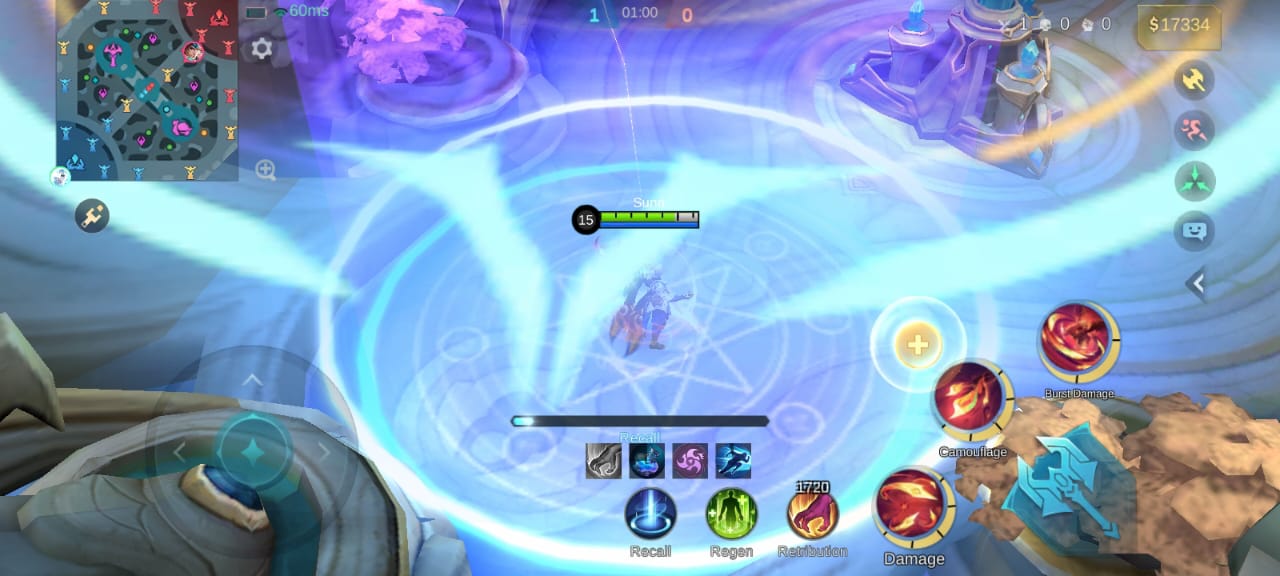 60ms
1 01:00 0
1 0 0
$17334
Suno
15
Burst Damage
Recall
Camouflage
1720
Recall
Regen
Retribution
Damage